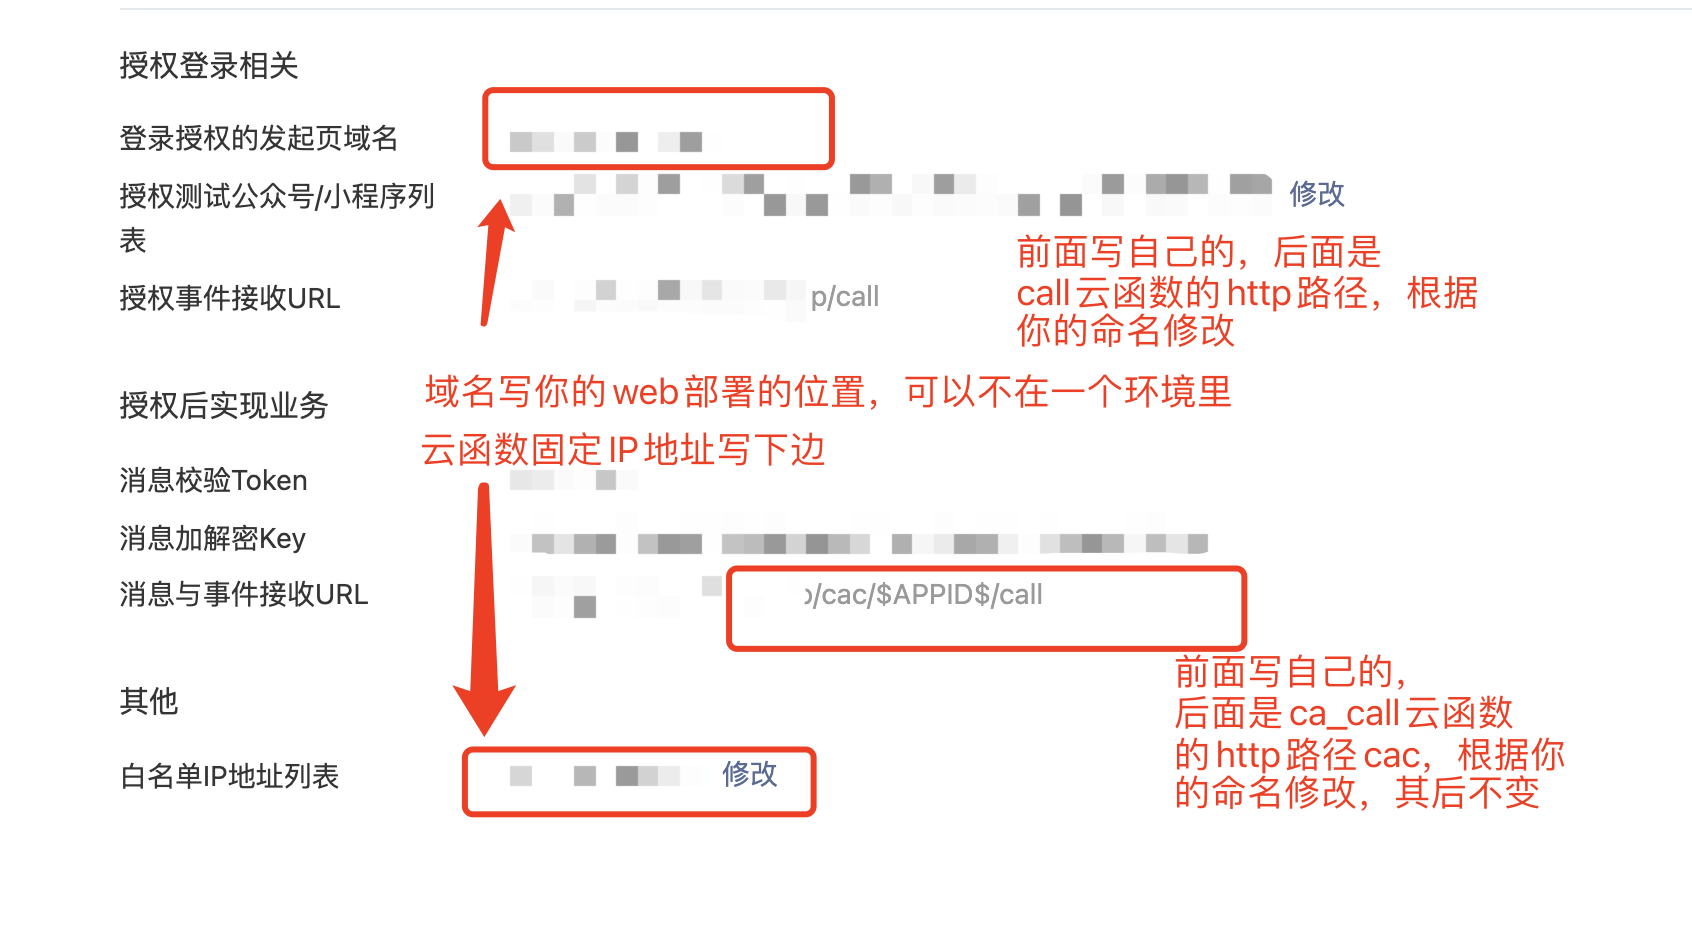 授权登录相关
登录授权的发起页域名
授权测试公众号/小程序列
表
修改
授权事件接收URL
p/call
前面写自己的，后面是
call云函数的http路径，根据
你的命名修改
域名写你的web部署的位置，可以不在一个环境里
授权后实现业务
云函数固定IP地址写下边
消息校验Token
消息加解密Key
消息与事件接收URL
/cac/$APPID$/call
前面写自己的，
后面是ca_call云函数
的http路径cac，根据你
的命名修改，其后不变
其他
白名单IP地址列表
修改